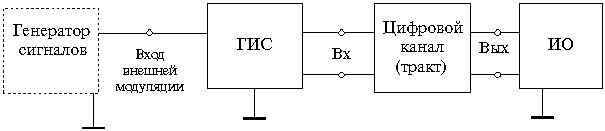 Генератор
сигналов
Вход
внешней
модуляции
ГИС
Вх
Цифровой
канал
(тракт)
Вых
ИО